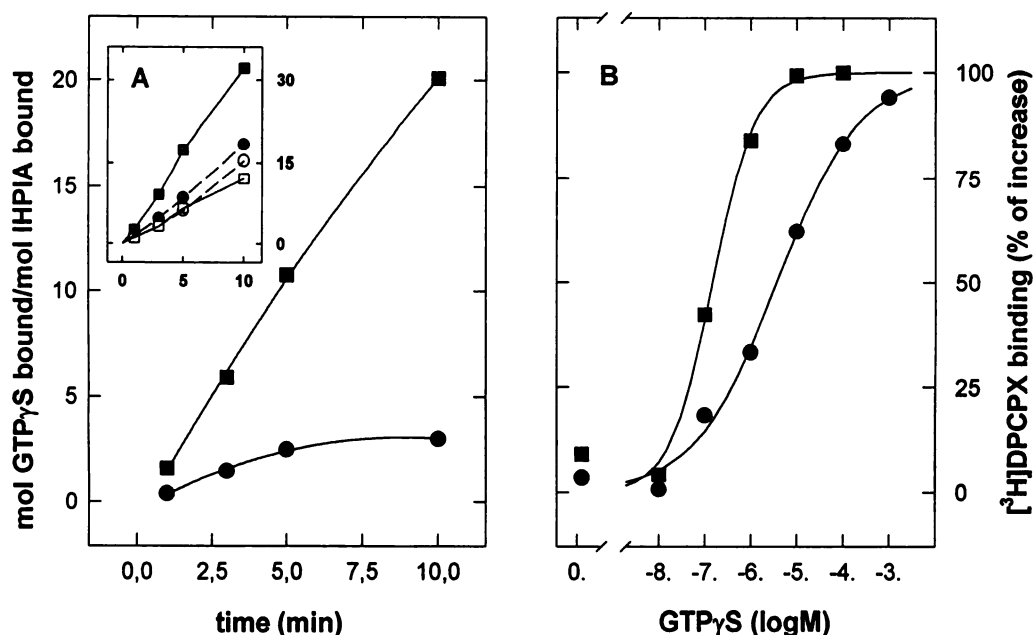 mol GTPγS bound/mol IHPIA bound
20
15
10
5
0
A
30
15
0
0 5 10
0,0 2,5 5,0 7,5 10,0
time (min)
B
100
75
50
25
0
[³H]DPCPX binding (% of increase)
0. -8. -7. -6. -5. -4. -3.
GTPγS (logM)